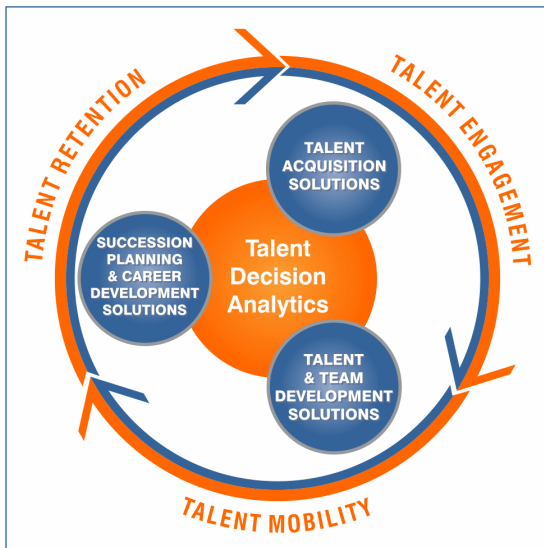 TALENT RETENTION
TALENT ENGAGEMENT
TALENT
ACQUISITION
SOLUTIONS
SUCCESSION
PLANNING
& CAREER
DEVELOPMENT
SOLUTIONS
Talent
Decision
Analytics
TALENT
& TEAM
DEVELOPMENT
SOLUTIONS
TALENT MOBILITY